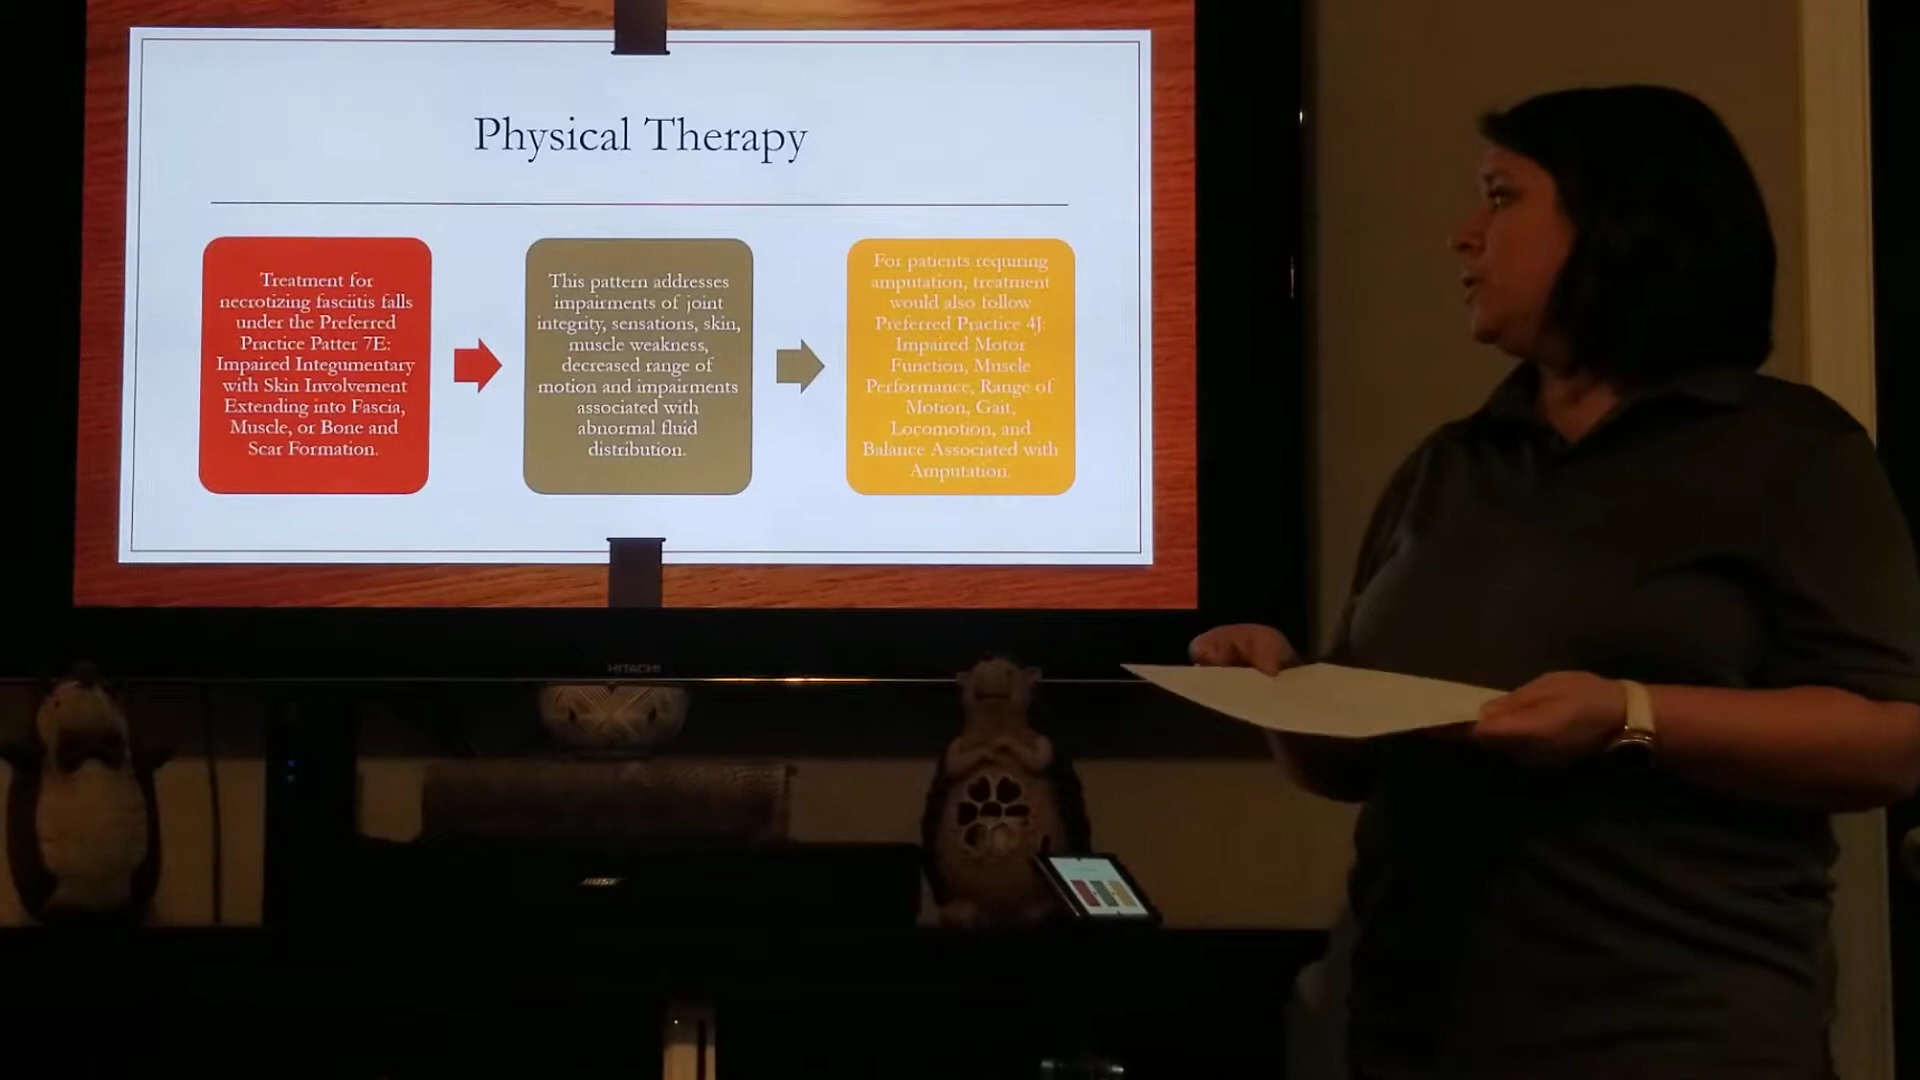 Physical Therapy
Treatment for
necrotizing fasciitis falls
under the Preferred
Practice Patter 7E:
Impaired Integumentary
with Skin Involvement
Extending into Fascia,
Muscle, or Bone and
Scar Formation.
This pattern addresses
impairments of joint
integrity, sensations, skin,
muscle weakness,
decreased range of
motion and impairments
associated with
abnormal fluid
distribution.
For patients requiring
amputation, treatment
would also follow
Preferred Practice 4J:
Impaired Motor
Function, Muscle
Performance, Range of
Motion, Gait,
Locomotion, and
Balance Associated with
Amputation.
HITACHI
BOSE